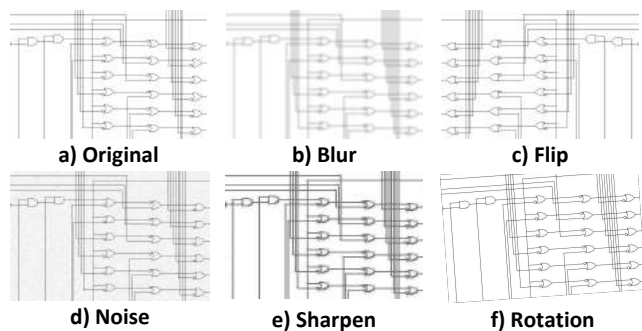 a) Original
b) Blur
c) Flip
d) Noise
e) Sharpen
f) Rotation